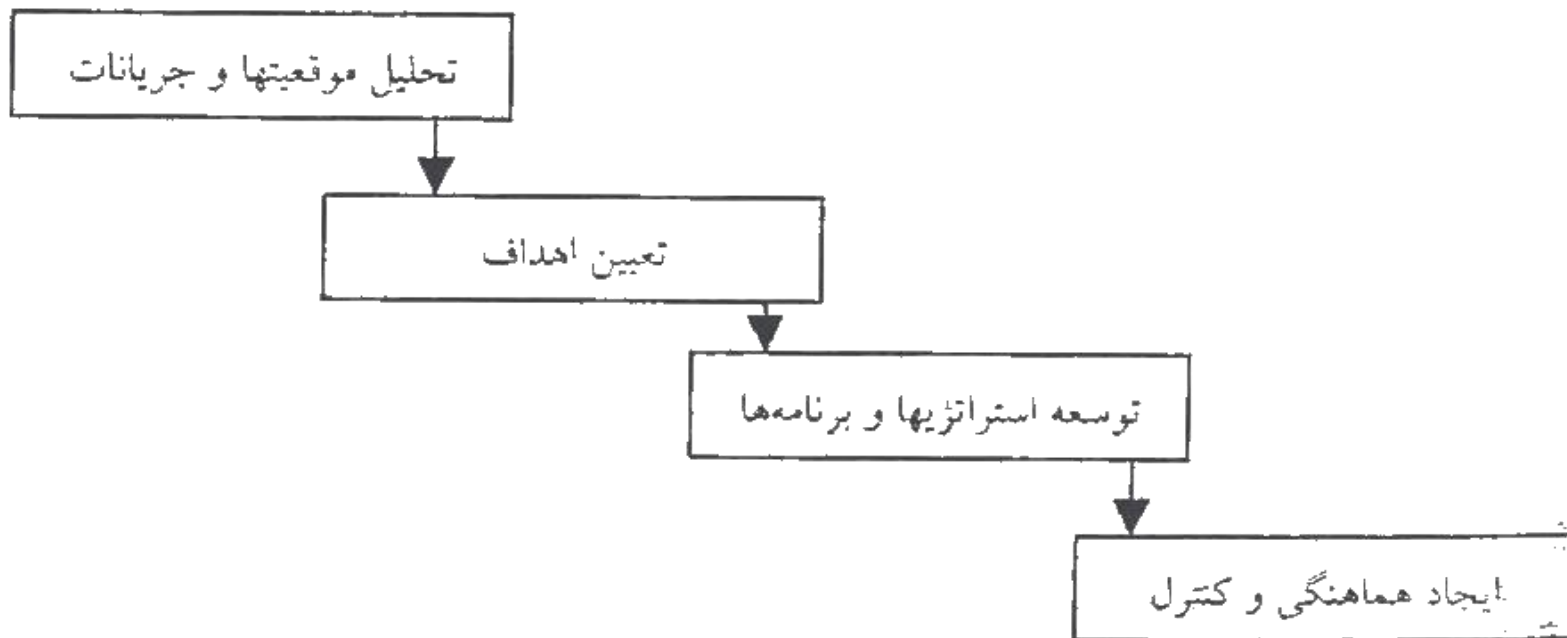 تحلیل موقعیتها و جریانات
تعیین اهداف
توسعه استراتژیها و برنامه‌ها
ایجاد هماهنگی و کنترل